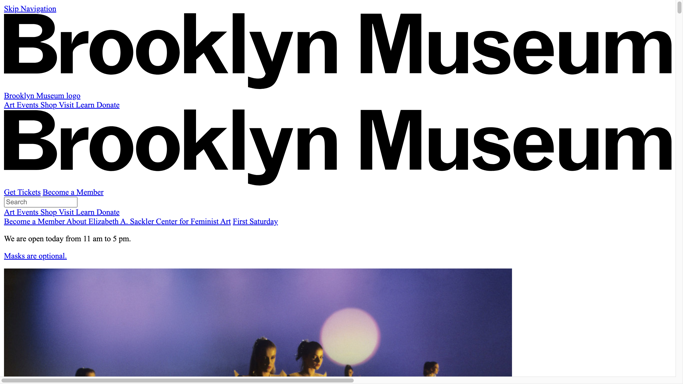 Skip Navigation
Brooklyn Museum
Brooklyn Museum logo
Art Events Shop Visit Learn Donate
Brooklyn Museum
Get Tickets Become a Member
Search
Art Events Shop Visit Learn Donate
Become a Member About Elizabeth A. Sackler Center for Feminist Art First Saturday
We are open today from 11 am to 5 pm.
Masks are optional.